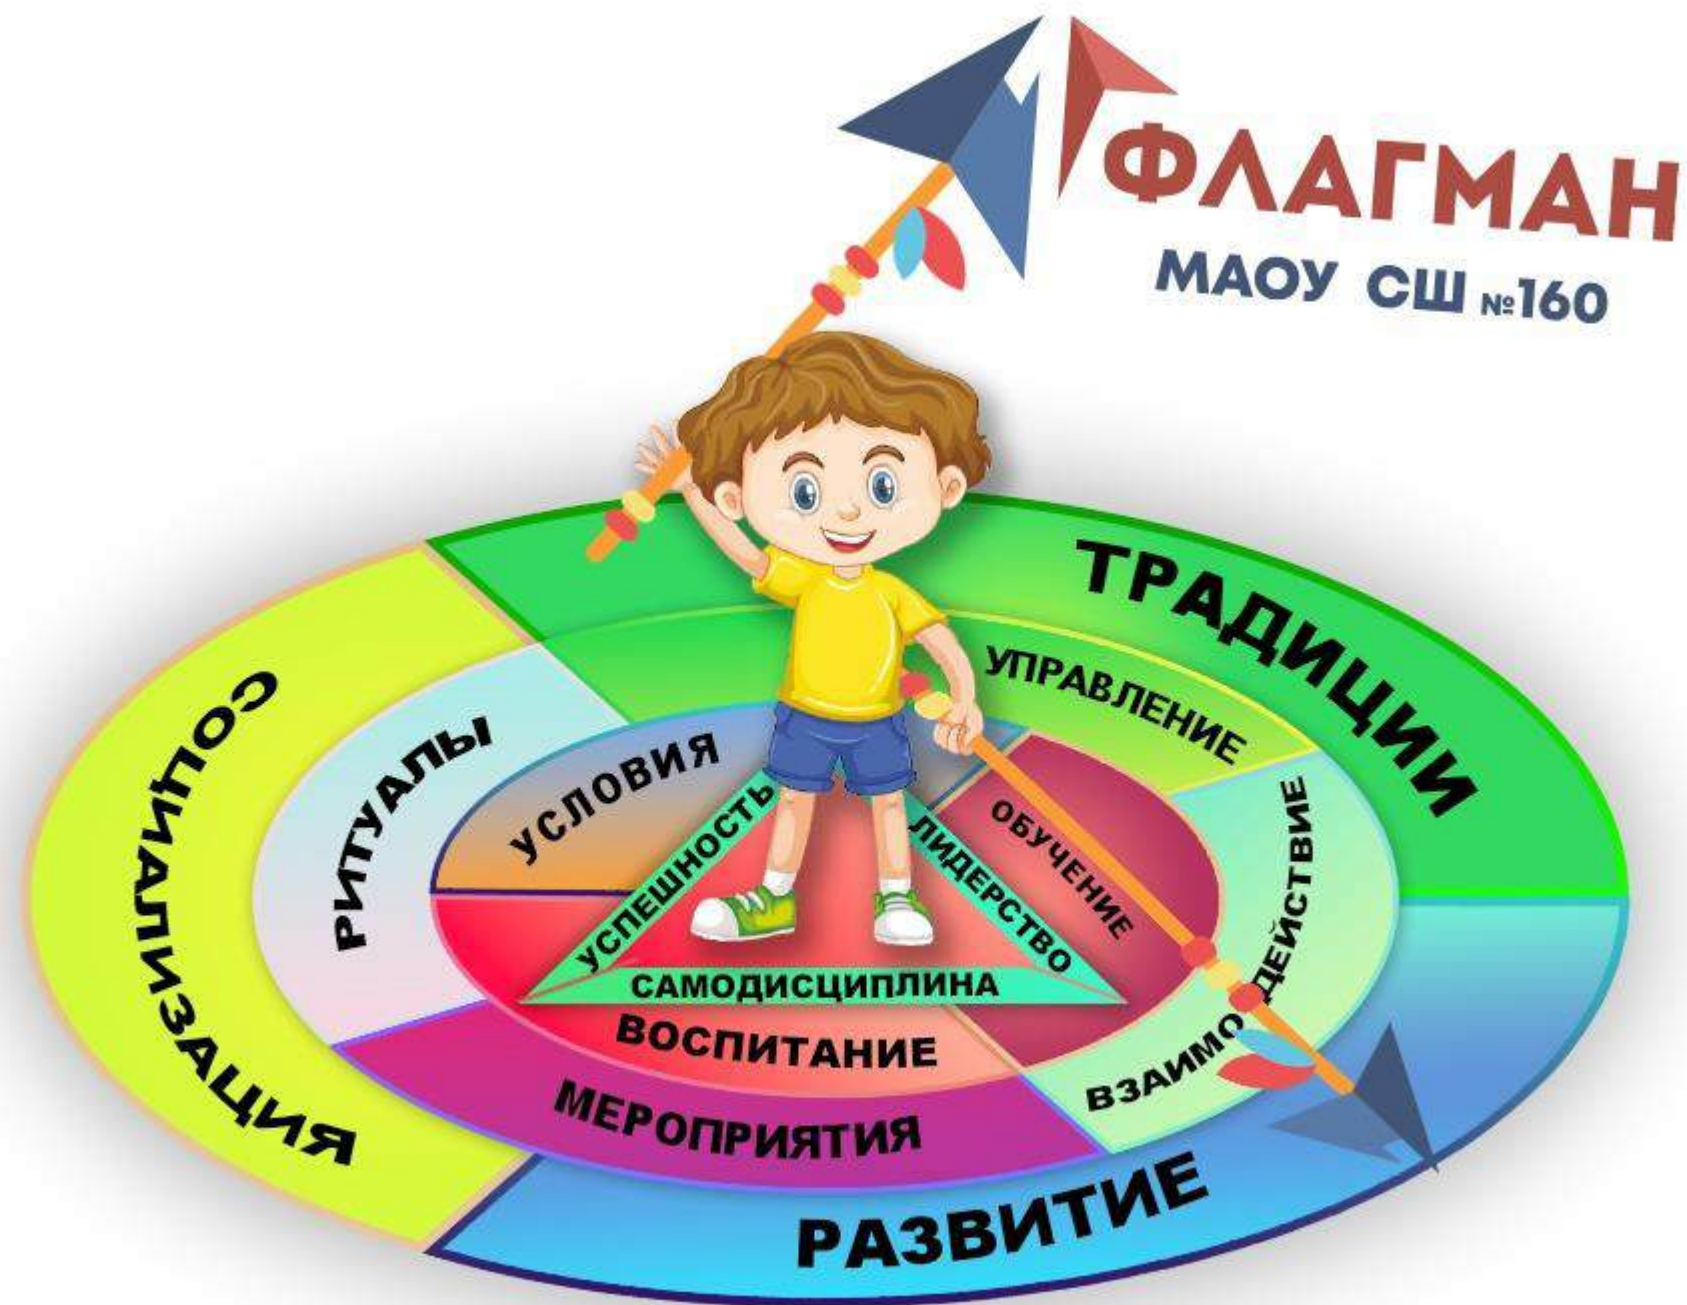 ФЛАГМАН
МАОУ СШ №160
ТРАДИЦИИ
УПРАВЛЕНИЕ
СОЦИАЛИЗАЦИЯ
РИТУАЛЫ
УСЛОВИЯ
УСПЕШНОСТЬ
ЛИДЕРСТВО
ОБУЧЕНИЕ
ВЗАИМОДЕЙСТВИЕ
САМОДИСЦИПЛИНА
ВОСПИТАНИЕ
МЕРОПРИЯТИЯ
РАЗВИТИЕ